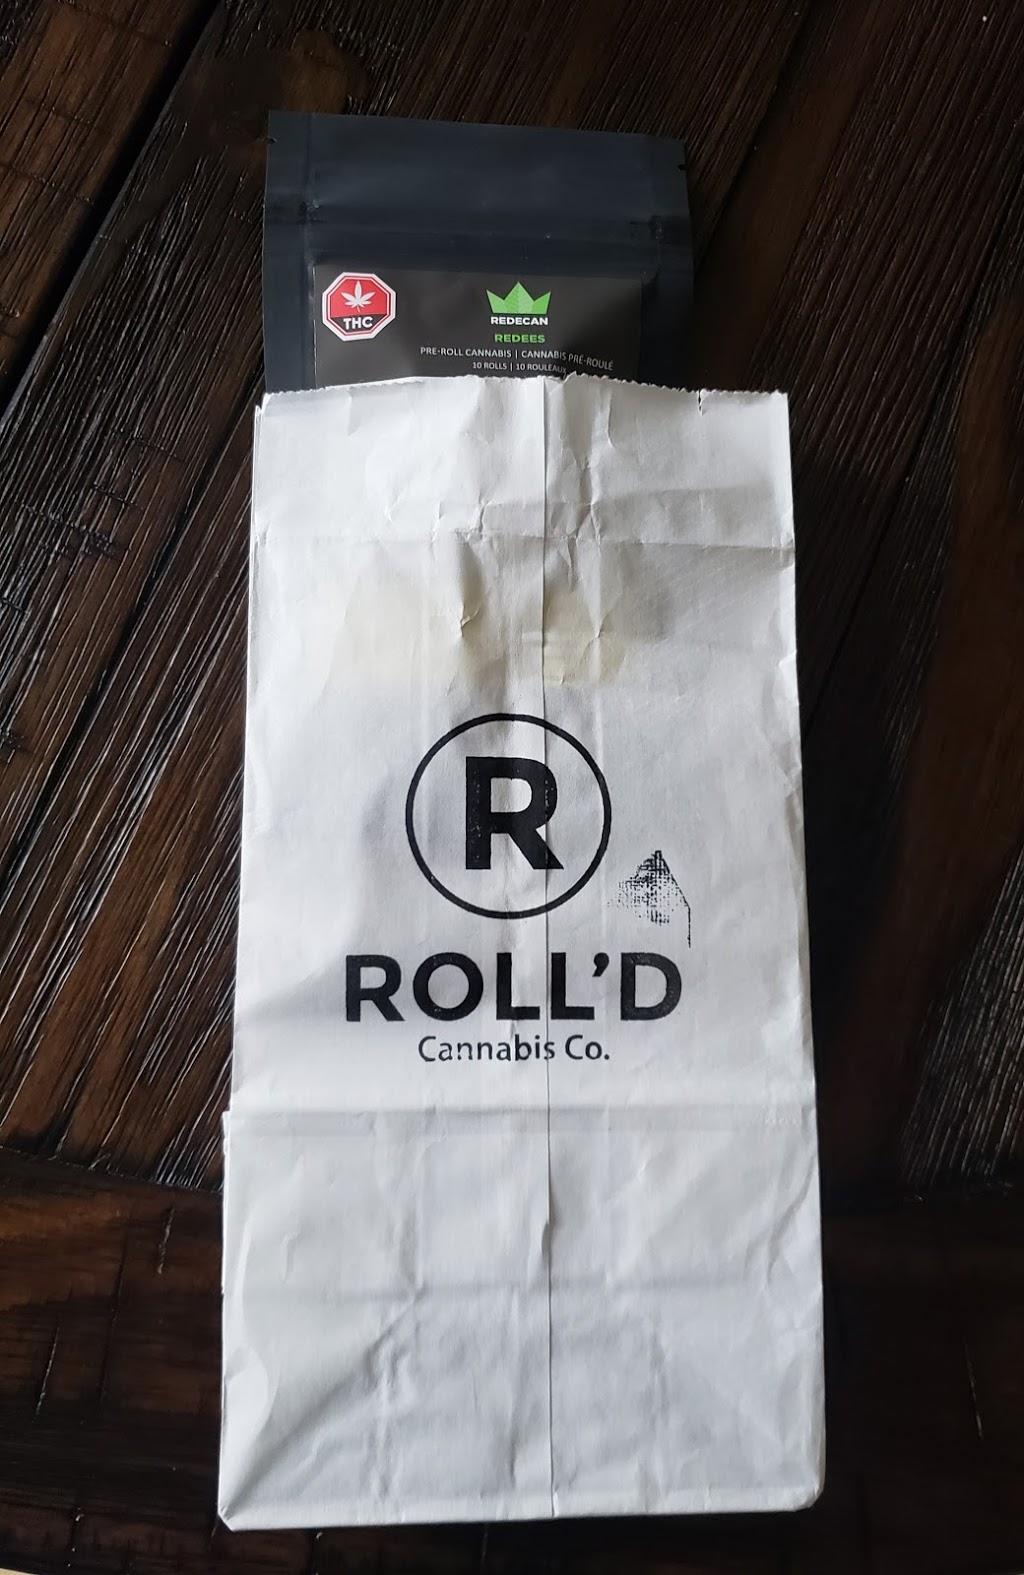 THC
REDECAN
REDEES
PRE-ROLL CANNABIS | CANNABIS PRÉ-ROULÉ
10 ROLLS | 10 ROULEAUX
R
ROLL'D
Cannabis Co.